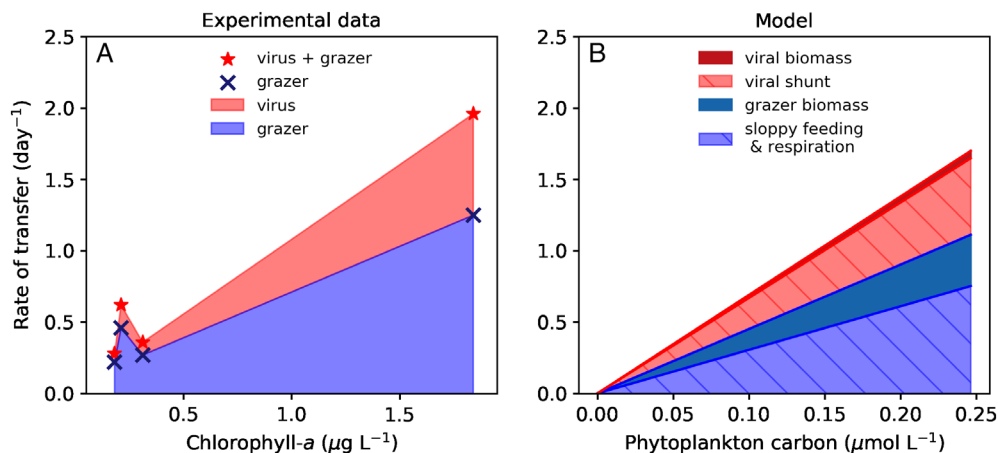 Experimental data
A
virus + grazer
grazer
virus
grazer
2.5
2.0
1.5
1.0
0.5
0.0
Rate of transfer (day⁻¹)
0.5
1.0
1.5
Chlorophyll-a (μg L⁻¹)
Model
B
viral biomass
viral shunt
grazer biomass
sloppy feeding
& respiration
2.5
2.0
1.5
1.0
0.5
0.0
0.00
0.05
0.10
0.15
0.20
0.25
Phytoplankton carbon (μmol L⁻¹)